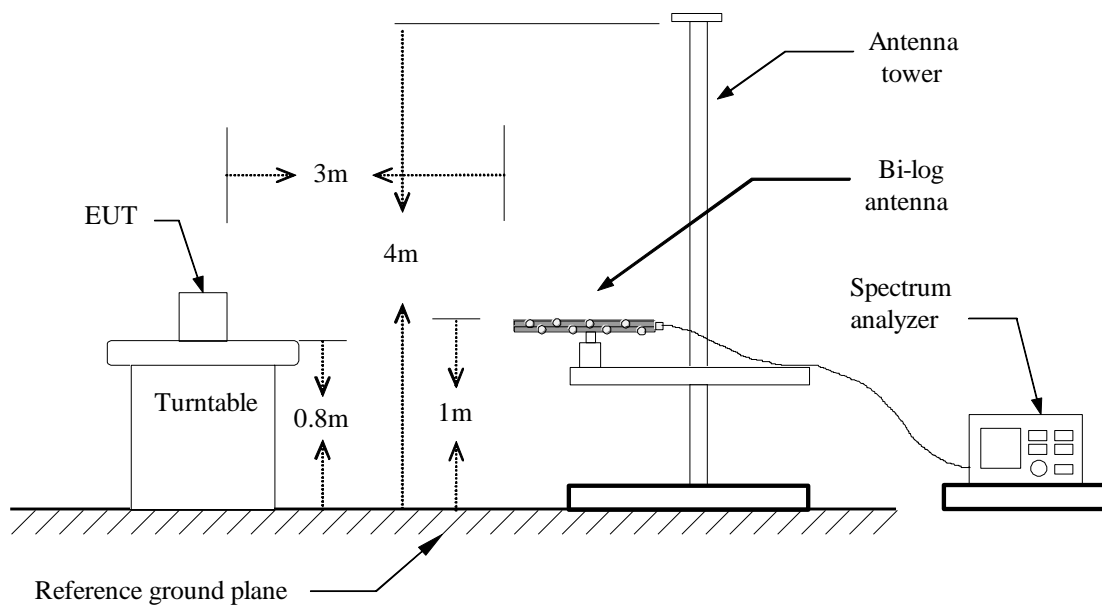 Antenna
tower
3m
Bi-log
antenna
EUT
4m
Spectrum
analyzer
Turntable
0.8m
1m
Reference ground plane